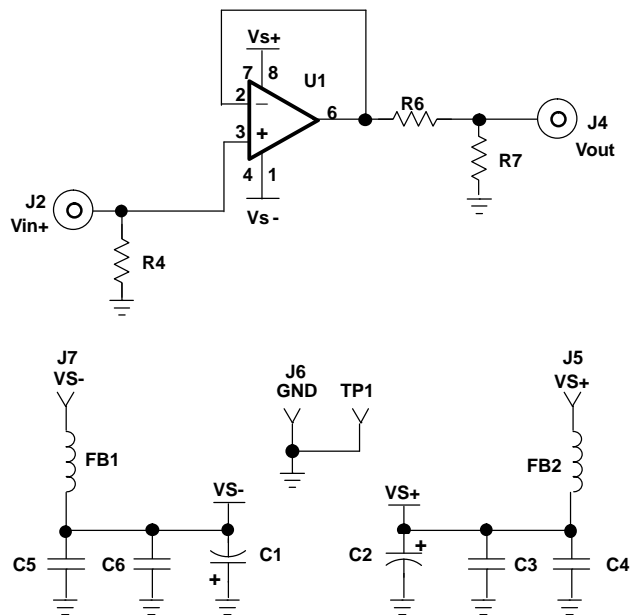 Vs+
7 8
U1
2 −
6
3 +
4 1
Vs-
R6
J4
Vout
R7
J2
Vin+
R4
J7
VS-
J6
GND
TP1
J5
VS+
FB1
FB2
VS-
VS+
C5
C6
C1
+
C2
+
C3
C4